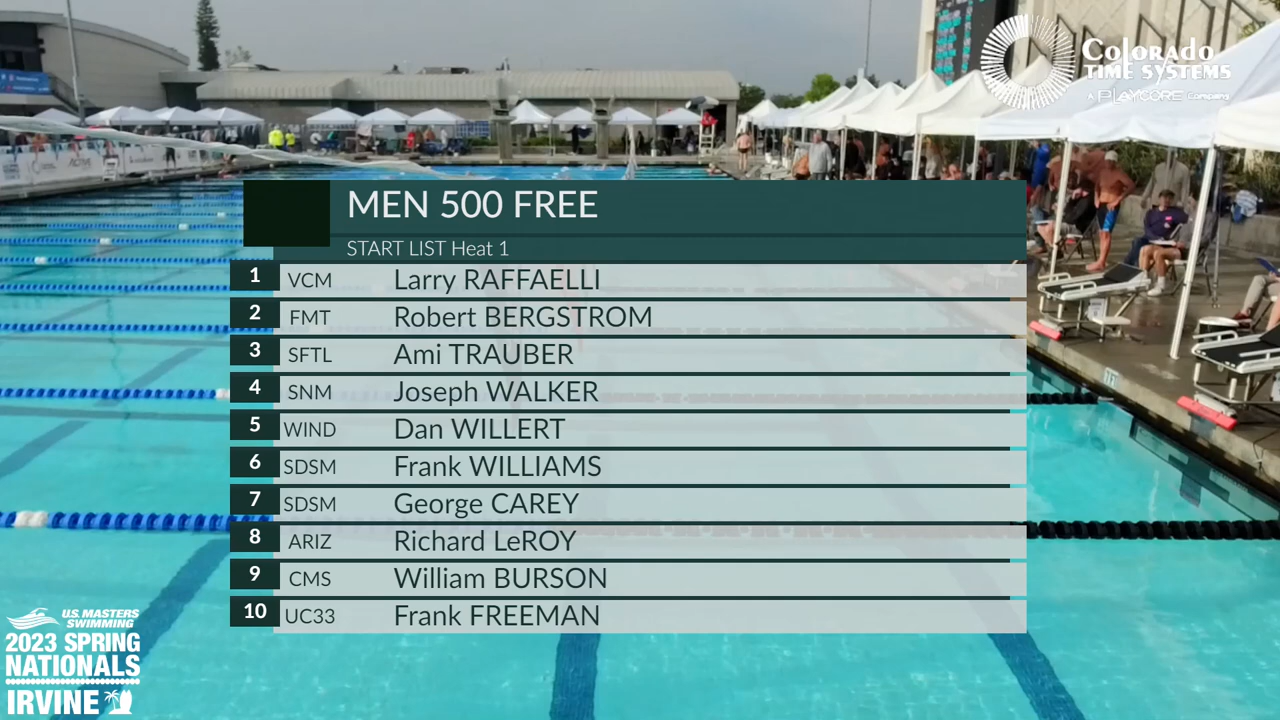 Colorado
TIME SYSTEMS
A PLAYCORE Company
MEN 500 FREE
START LIST Heat 1
1 VCM Larry RAFFAELLI
2 FMT Robert BERGSTROM
3 SFTL Ami TRAUBER
4 SNM Joseph WALKER
5 WIND Dan WILLERT
6 SDSM Frank WILLIAMS
7 SDSM George CAREY
8 ARIZ Richard LeROY
9 CMS William BURSON
10 UC33 Frank FREEMAN
U.S. MASTERS
SWIMMING
2023 SPRING
NATIONALS
IRVINE